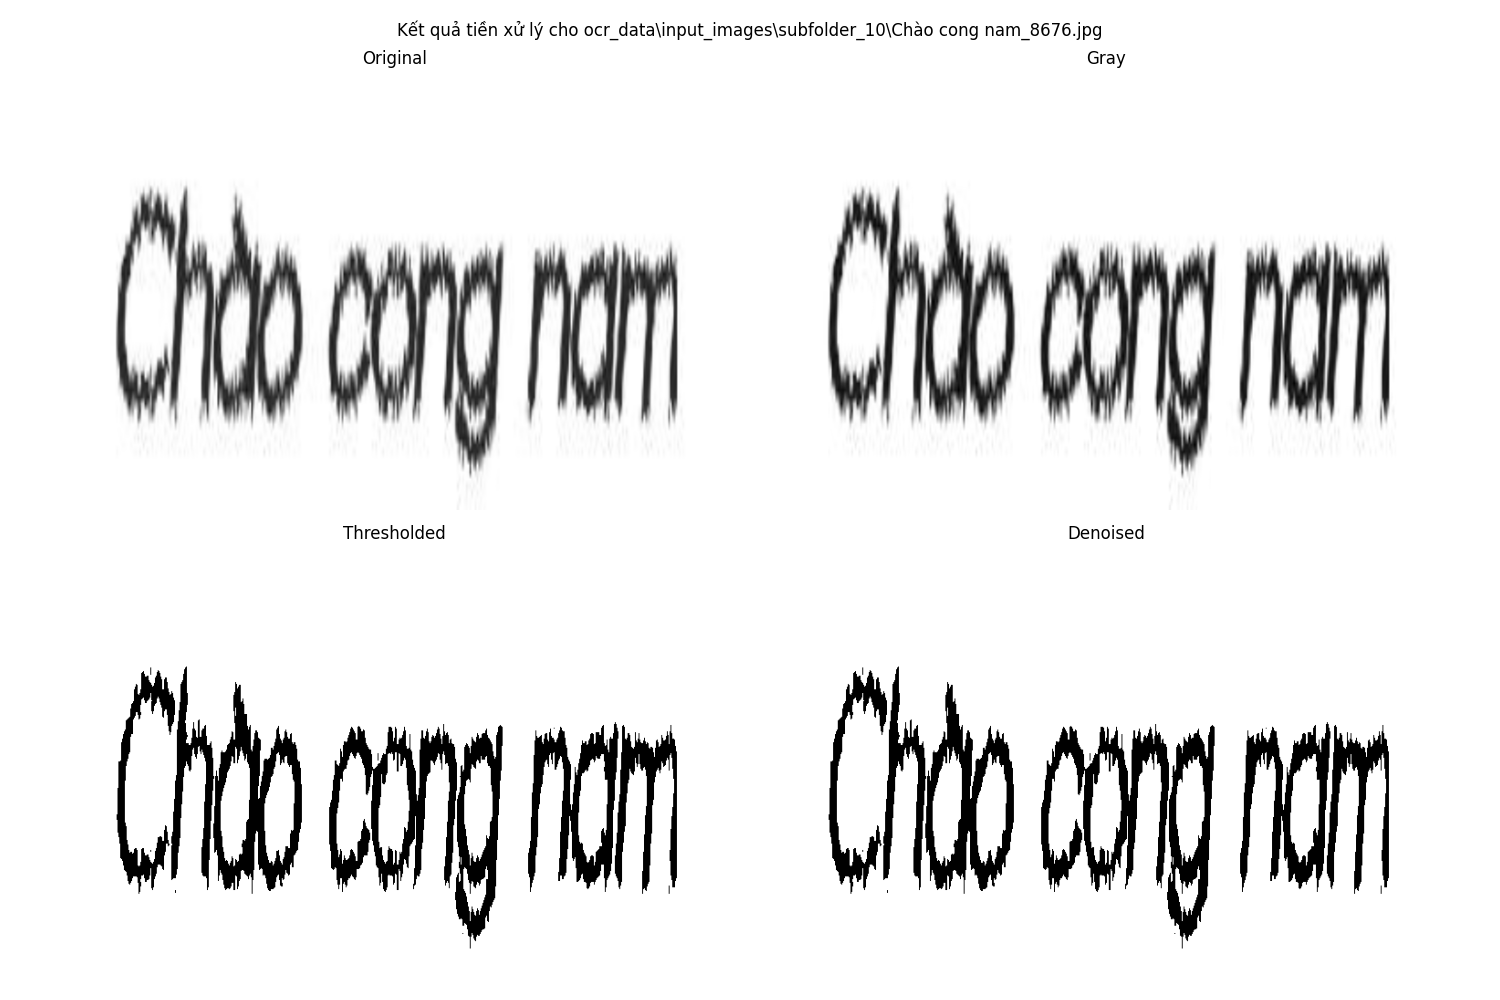 Kết quả tiền xử lý cho ocr_data\input_images\subfolder_10\Chào cong nam_8676.jpg
Original
Gray
Chào cong nam
Chào cong nam
Thresholded
Denoised
Chào cong nam
Chào cong nam